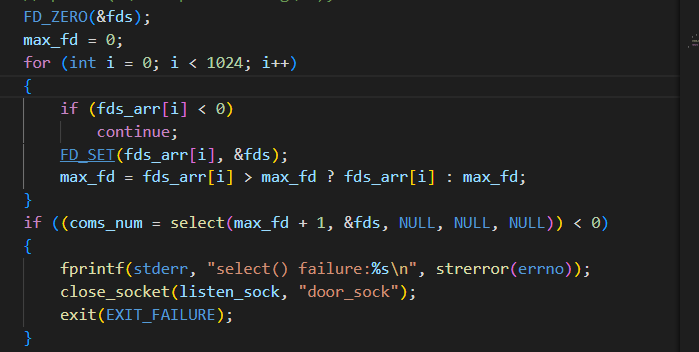 FD_ZERO(&fds);
max_fd = 0;
for (int i = 0; i < 1024; i++)
{
    if (fds_arr[i] < 0)
        continue;
    FD_SET(fds_arr[i], &fds);
    max_fd = fds_arr[i] > max_fd ? fds_arr[i] : max_fd;
}
if ((coms_num = select(max_fd + 1, &fds, NULL, NULL, NULL)) < 0)
{
    fprintf(stderr, "select() failure:%s\n", strerror(errno));
    close_socket(listen_sock, "door_sock");
    exit(EXIT_FAILURE);
}